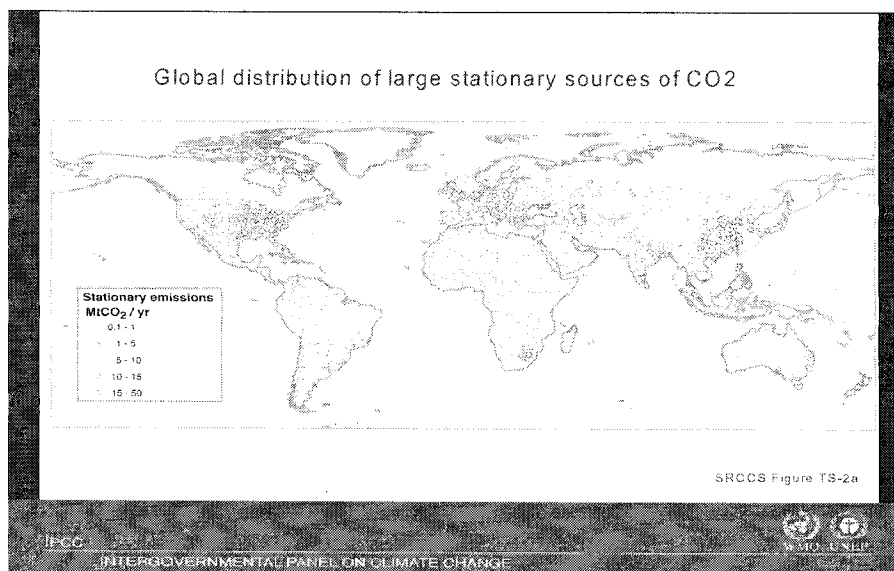 Global distribution of large stationary sources of CO2
Stationary emissions
MtCO2 / yr
0.1 - 1
1 - 5
5 - 10
10 - 15
15 - 50
SRCCS Figure TS-2a
IPCC
WMO UNEP
INTERGOVERNMENTAL PANEL ON CLIMATE CHANGE